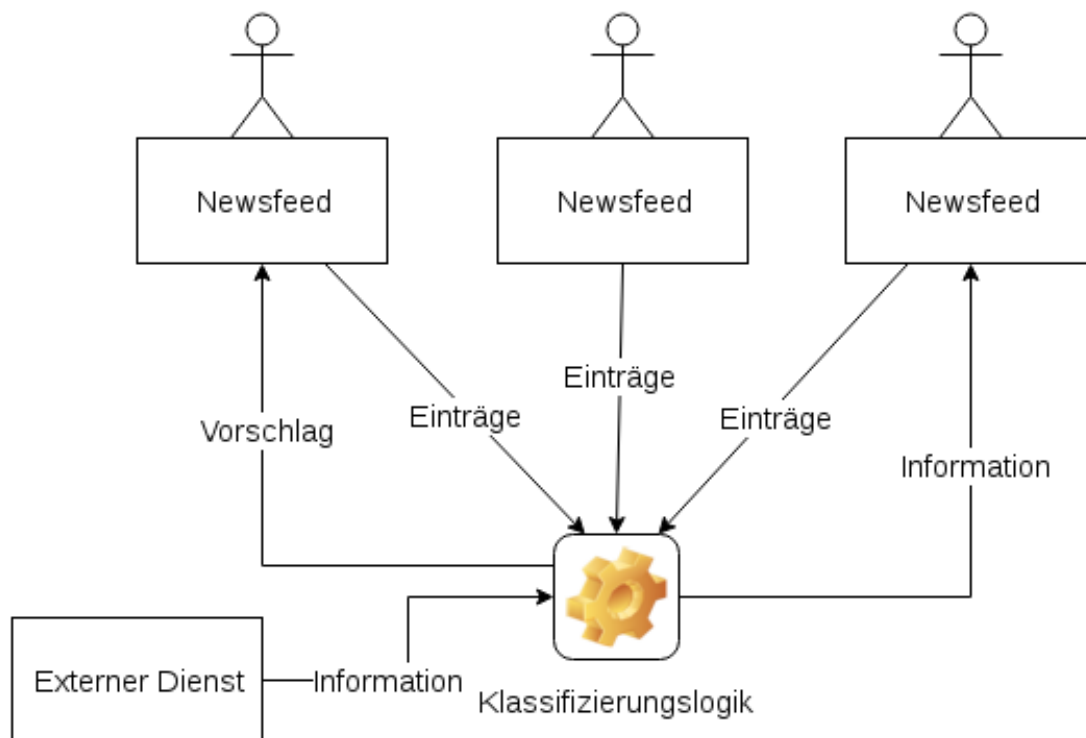 Newsfeed
Newsfeed
Newsfeed
Einträge
Vorschlag
Einträge
Einträge
Information
Externer Dienst
Information
Klassifizierungslogik